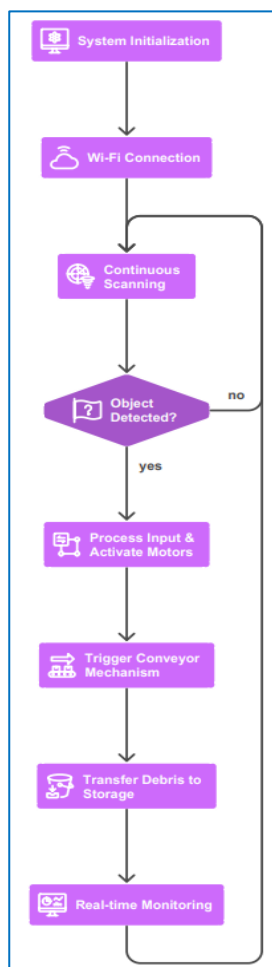 System Initialization
Wi-Fi Connection
Continuous
Scanning
Object
Detected?
no
yes
Process Input &
Activate Motors
Trigger Conveyor
Mechanism
Transfer Debris to
Storage
Real-time Monitoring